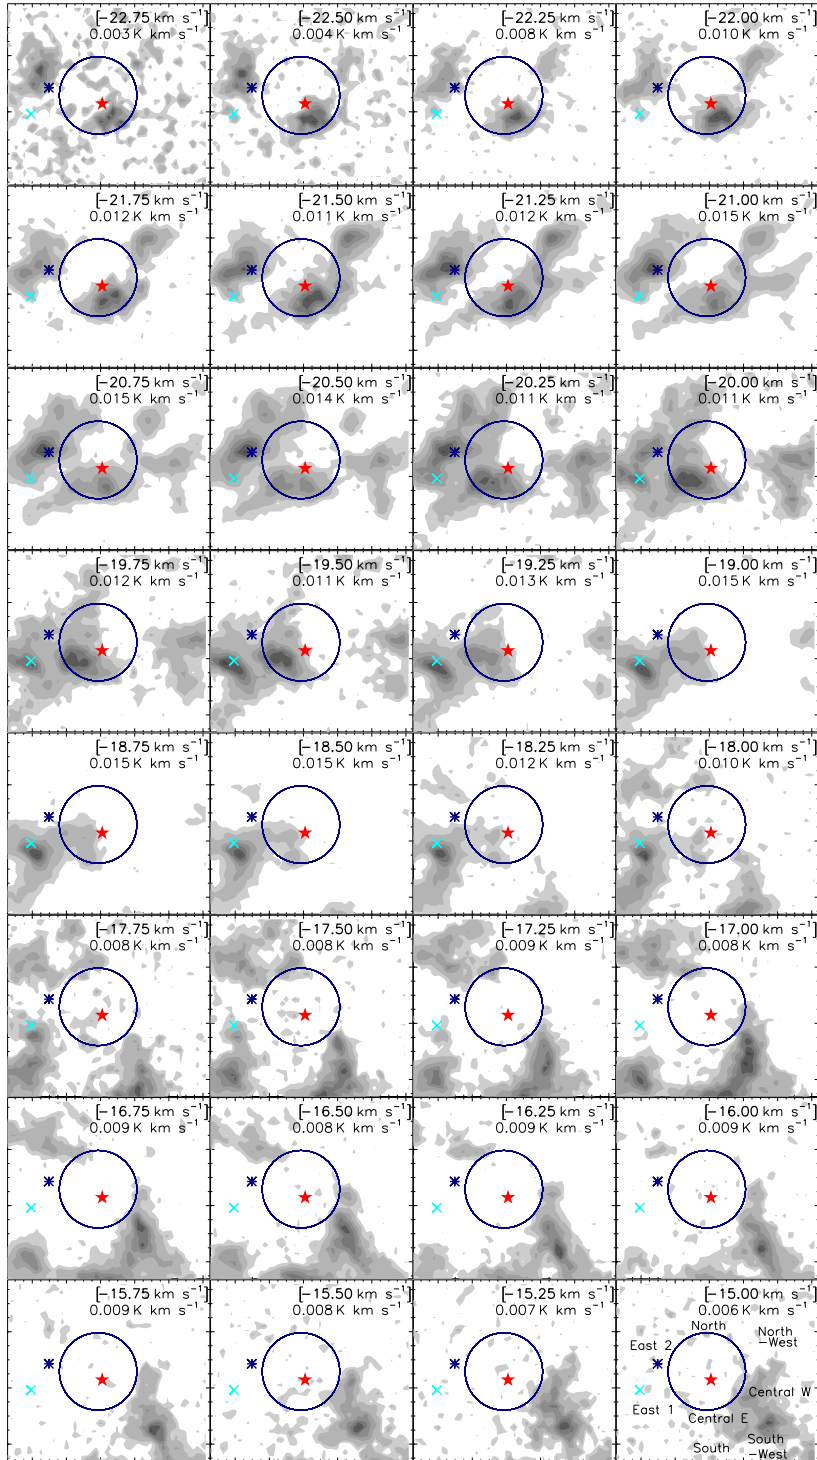 [−22.75 km s⁻¹]
0.003 K km s⁻¹
[−22.50 km s⁻¹]
0.004 K km s⁻¹
[−22.25 km s⁻¹]
0.008 K km s⁻¹
[−22.00 km s⁻¹]
0.010 K km s⁻¹
[−21.75 km s⁻¹]
0.012 K km s⁻¹
[−21.50 km s⁻¹]
0.011 K km s⁻¹
[−21.25 km s⁻¹]
0.012 K km s⁻¹
[−21.00 km s⁻¹]
0.015 K km s⁻¹
[−20.75 km s⁻¹]
0.015 K km s⁻¹
[−20.50 km s⁻¹]
0.014 K km s⁻¹
[−20.25 km s⁻¹]
0.011 K km s⁻¹
[−20.00 km s⁻¹]
0.011 K km s⁻¹
[−19.75 km s⁻¹]
0.012 K km s⁻¹
[−19.50 km s⁻¹]
0.011 K km s⁻¹
[−19.25 km s⁻¹]
0.013 K km s⁻¹
[−19.00 km s⁻¹]
0.015 K km s⁻¹
[−18.75 km s⁻¹]
0.015 K km s⁻¹
[−18.50 km s⁻¹]
0.015 K km s⁻¹
[−18.25 km s⁻¹]
0.012 K km s⁻¹
[−18.00 km s⁻¹]
0.010 K km s⁻¹
[−17.75 km s⁻¹]
0.008 K km s⁻¹
[−17.50 km s⁻¹]
0.008 K km s⁻¹
[−17.25 km s⁻¹]
0.009 K km s⁻¹
[−17.00 km s⁻¹]
0.008 K km s⁻¹
[−16.75 km s⁻¹]
0.009 K km s⁻¹
[−16.50 km s⁻¹]
0.008 K km s⁻¹
[−16.25 km s⁻¹]
0.009 K km s⁻¹
[−16.00 km s⁻¹]
0.009 K km s⁻¹
[−15.75 km s⁻¹]
0.009 K km s⁻¹
[−15.50 km s⁻¹]
0.008 K km s⁻¹
[−15.25 km s⁻¹]
0.007 K km s⁻¹
[−15.00 km s⁻¹]
0.006 K km s⁻¹
North
North
−West
East 2
Central W
East 1
Central E
South
South
−West